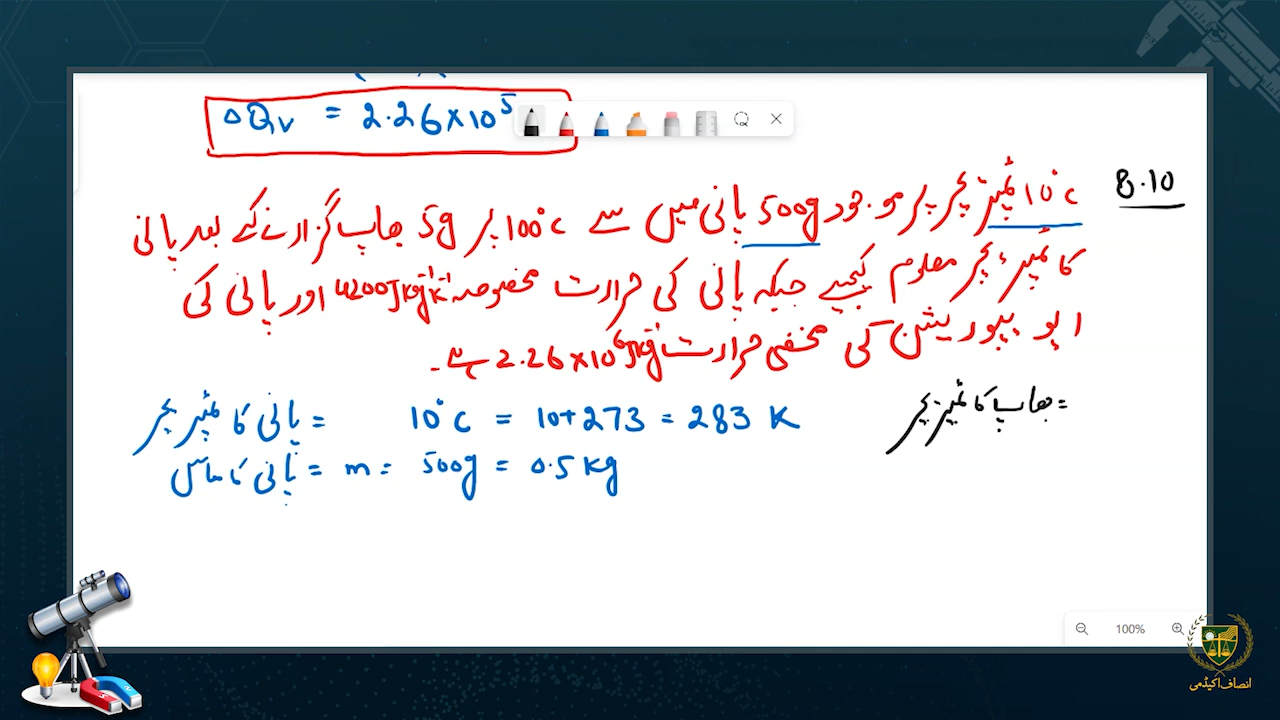 ΔQv = 2.26×10⁵
8.10
10°C ٹمپریچر پر موجود 500g پانی میں سے 100°C پر 5g بھاپ گزارنے کے بعد پانی
کا ٹمپریچر معلوم کیجیے جبکہ پانی کی حرارت مخصوصہ 4200Jkg⁻¹K⁻¹ اور پانی کی
ایویپوریشن کی مخفی حرارت 2.26×10⁶Jkg⁻¹ ہے۔
پانی کا ٹمپریچر = 10°C = 10+273 = 283 K
بھاپ کا ٹمپریچر =
پانی کا ماس = m = 500g = 0.5 kg
100%
انصاف اکیڈمی